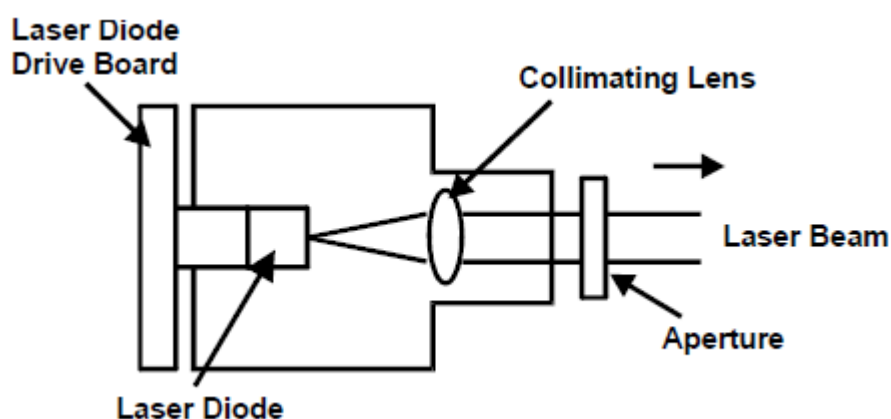 Laser Diode
Drive Board
Collimating Lens
Laser Beam
Aperture
Laser Diode